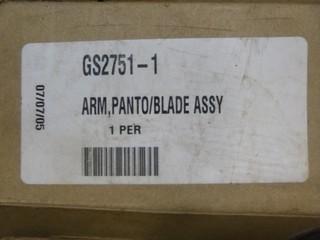 GS2751-1
07/07/05
ARM,PANTO/BLADE ASSY
1 PER